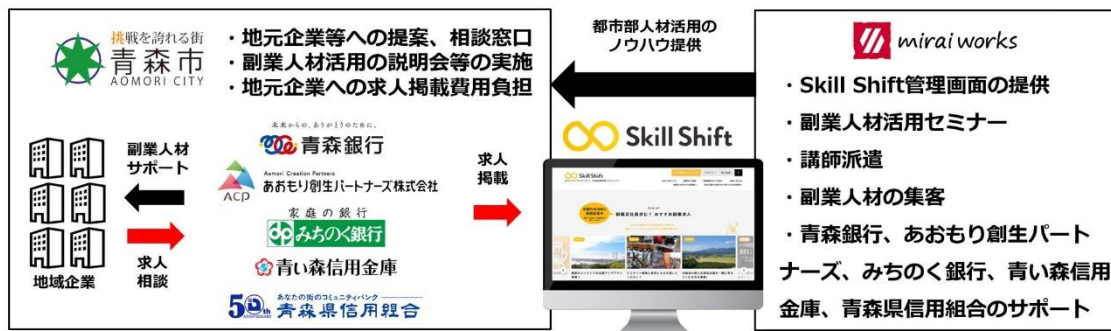 挑戦を誇れる街
青森市
AOMORI CITY
・地元企業等への提案、相談窓口
・副業人材活用の説明会等の実施
・地元企業への求人掲載費用負担
副業人材
サポート
求人
相談
地域企業
未来からの、ありがとうのために。
青森銀行
Aomori Creation Partners
ACP
あおもり創生パートナーズ株式会社
家庭の銀行
みちのく銀行
青い森信用金庫
50th
ANNIVERSARY
あなたの街のコミュニティバンク
青森県信用組合
求人
掲載
都市部人材活用の
ノウハウ提供
Skill Shift
Skill Shift
副業正社員含む！おすすめ副業求人
mirai works
・Skill Shift管理画面の提供
・副業人材活用セミナー
・講師派遣
・副業人材の集客
・青森銀行、あおもり創生パート
ナーズ、みちのく銀行、青い森信用
金庫、青森県信用組合のサポート